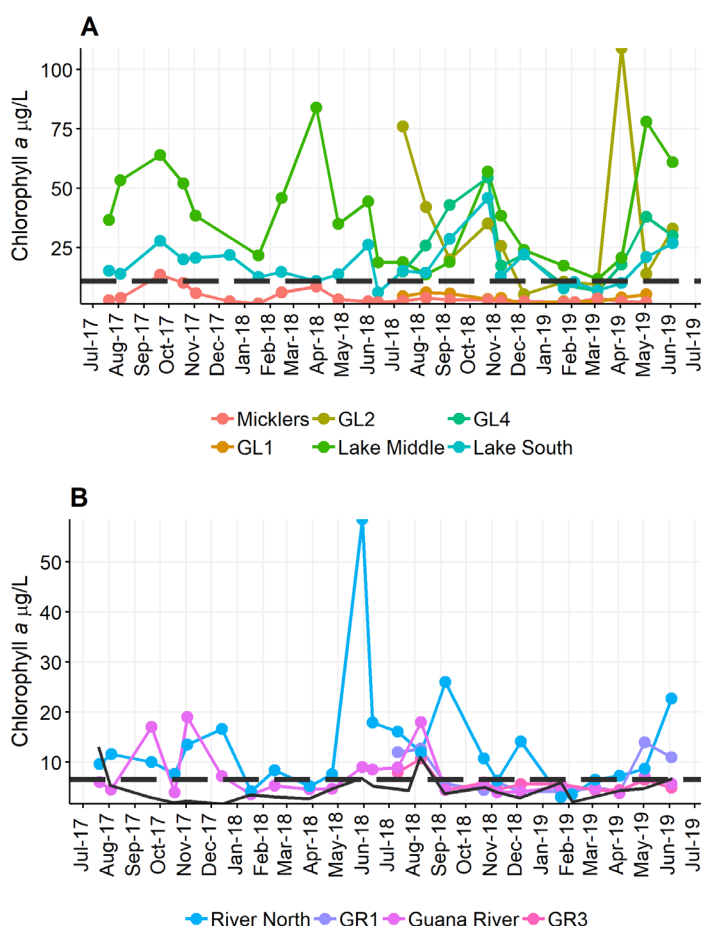 A
Chlorophyll a µg/L
100
75
50
25
Jul-17 Aug-17 Sep-17 Oct-17 Nov-17 Dec-17 Jan-18 Feb-18 Mar-18 Apr-18 May-18 Jun-18 Jul-18 Aug-18 Sep-18 Oct-18 Nov-18 Dec-18 Jan-19 Feb-19 Mar-19 Apr-19 May-19 Jun-19 Jul-19
Micklers GL2 GL4
GL1 Lake Middle Lake South
B
Chlorophyll a µg/L
50
40
30
20
10
Jul-17 Aug-17 Sep-17 Oct-17 Nov-17 Dec-17 Jan-18 Feb-18 Mar-18 Apr-18 May-18 Jun-18 Jul-18 Aug-18 Sep-18 Oct-18 Nov-18 Dec-18 Jan-19 Feb-19 Mar-19 Apr-19 May-19 Jun-19 Jul-19
River North GR1 Guana River GR3